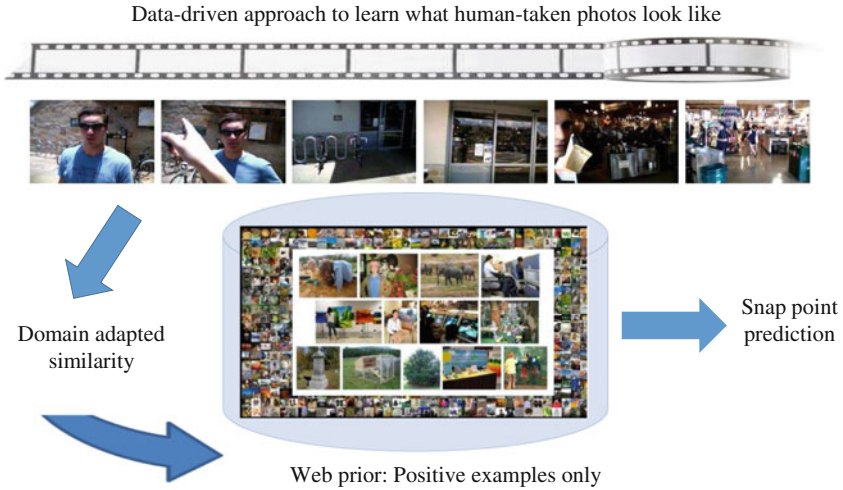 Data-driven approach to learn what human-taken photos look like
Domain adapted
similarity
Snap point
prediction
Web prior: Positive examples only